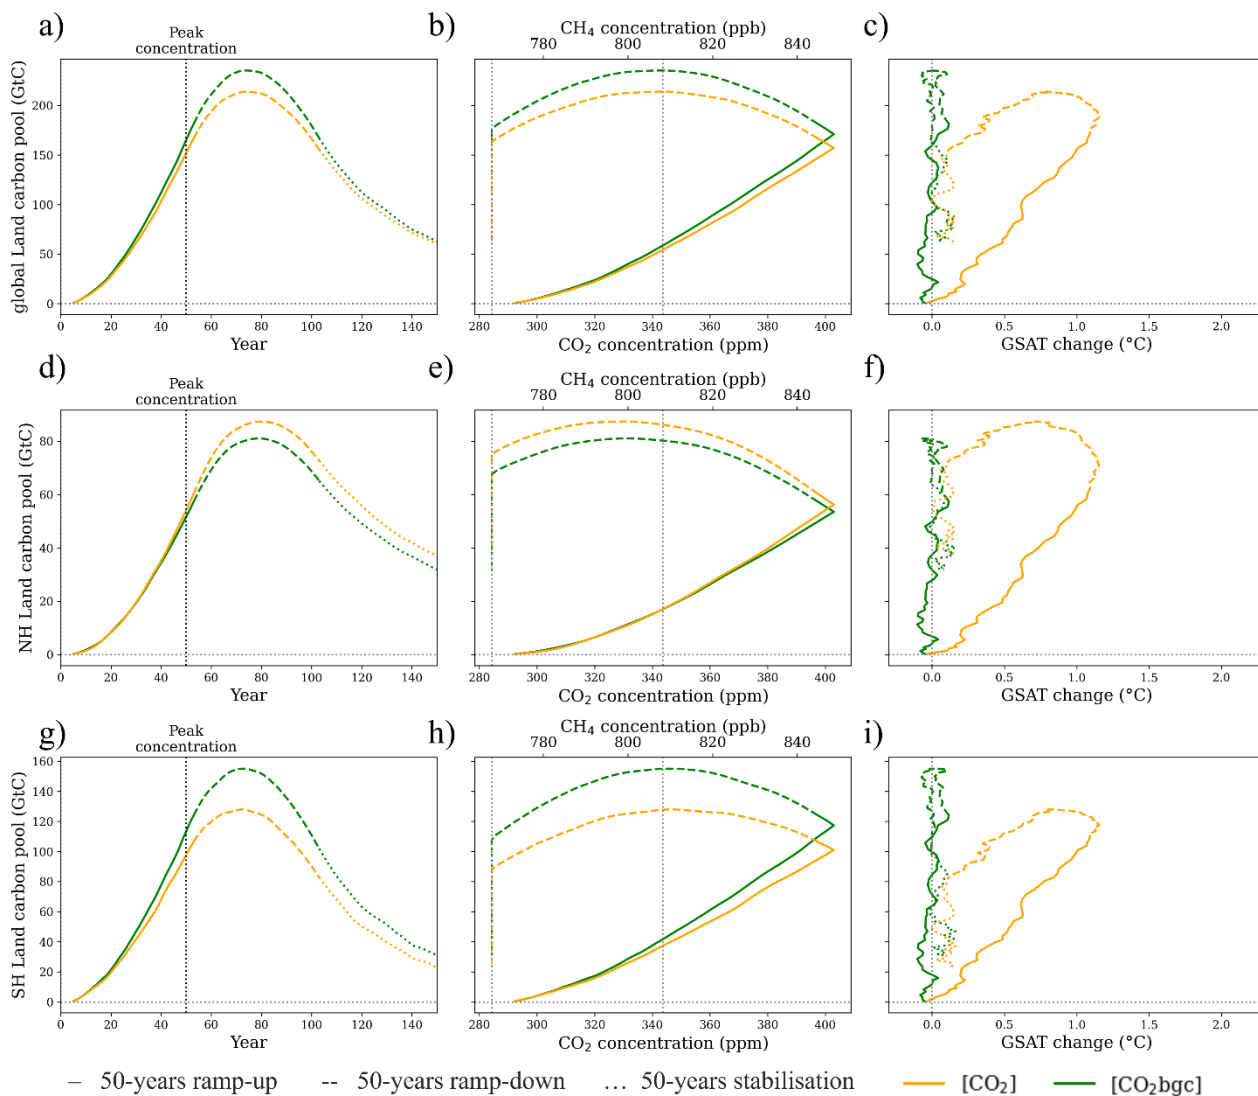 a)
Peak
concentration
global Land carbon pool (GtC)
200
150
100
50
0
0 20 40 60 80 100 120 140
Year
b)
CH₄ concentration (ppb)
780 800 820 840
280 300 320 340 360 380 400
CO₂ concentration (ppm)
c)
0.0 0.5 1.0 1.5 2.0
GSAT change (°C)
d)
Peak
concentration
NH Land carbon pool (GtC)
80
60
40
20
0
0 20 40 60 80 100 120 140
Year
e)
CH₄ concentration (ppb)
780 800 820 840
280 300 320 340 360 380 400
CO₂ concentration (ppm)
f)
0.0 0.5 1.0 1.5 2.0
GSAT change (°C)
g)
Peak
concentration
SH Land carbon pool (GtC)
160
140
120
100
80
60
40
20
0
0 20 40 60 80 100 120 140
Year
h)
CH₄ concentration (ppb)
780 800 820 840
280 300 320 340 360 380 400
CO₂ concentration (ppm)
i)
0.0 0.5 1.0 1.5 2.0
GSAT change (°C)
– 50-years ramp-up -- 50-years ramp-down ... 50-years stabilisation [CO₂] [CO₂bgc]